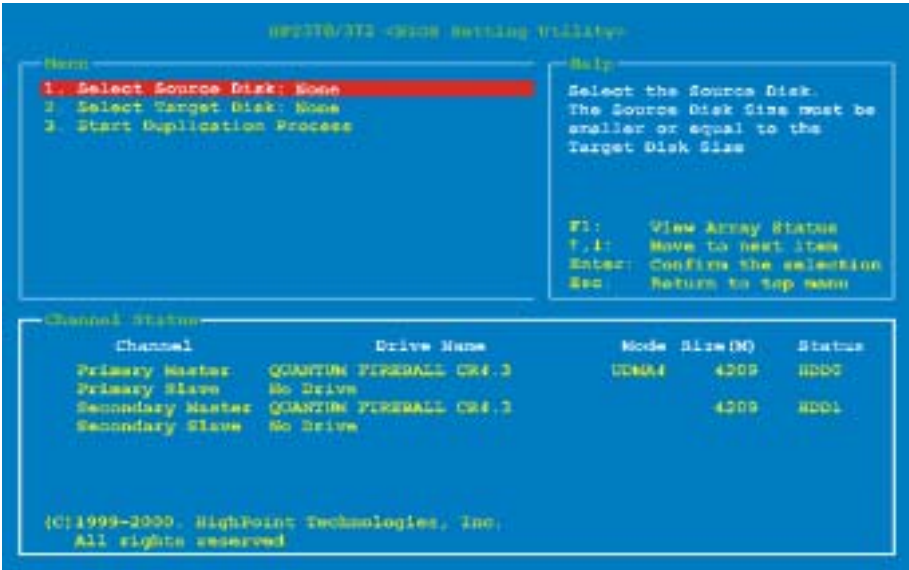 HPT370/372 <BIOS Setting Utility>
Menu
1. Select Source Disk: None
2. Select Target Disk: None
3. Start Duplication Process
Help
Select the Source Disk.
The Source Disk Size must be
smaller or equal to the
Target Disk Size
F1: View Array Status
↑,↓: Move to next item
Enter: Confirm the selection
Esc: Return to top menu
Channel Status
Channel Drive Name Mode Size(M) Status
Primary Master QUANTUM FIREBALL CR4.3 UDMA4 4209 HDD0
Primary Slave No Drive
Secondary Master QUANTUM FIREBALL CR4.3 4209 HDD1
Secondary Slave No Drive
(C)1999-2000. HighPoint Technologies, Inc.
All rights reserved